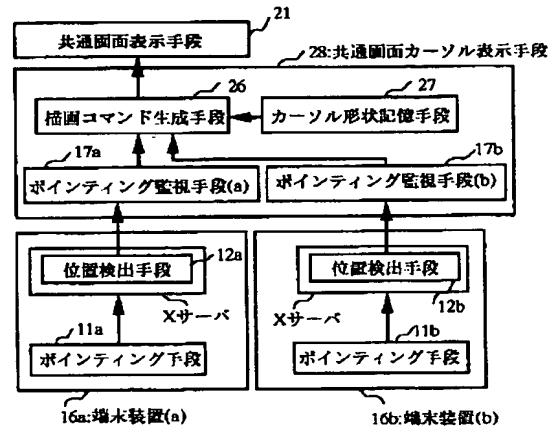 21
共通画面表示手段
28:共通画面カーソル表示手段
26
27
描画コマンド生成手段
カーソル形状記憶手段
17a
17b
ポインティング監視手段(a)
ポインティング監視手段(b)
12a
位置検出手段
位置検出手段
12b
Xサーバ
Xサーバ
11a
11b
ポインティング手段
ポインティング手段
16a:端末装置(a)
16b:端末装置(b)